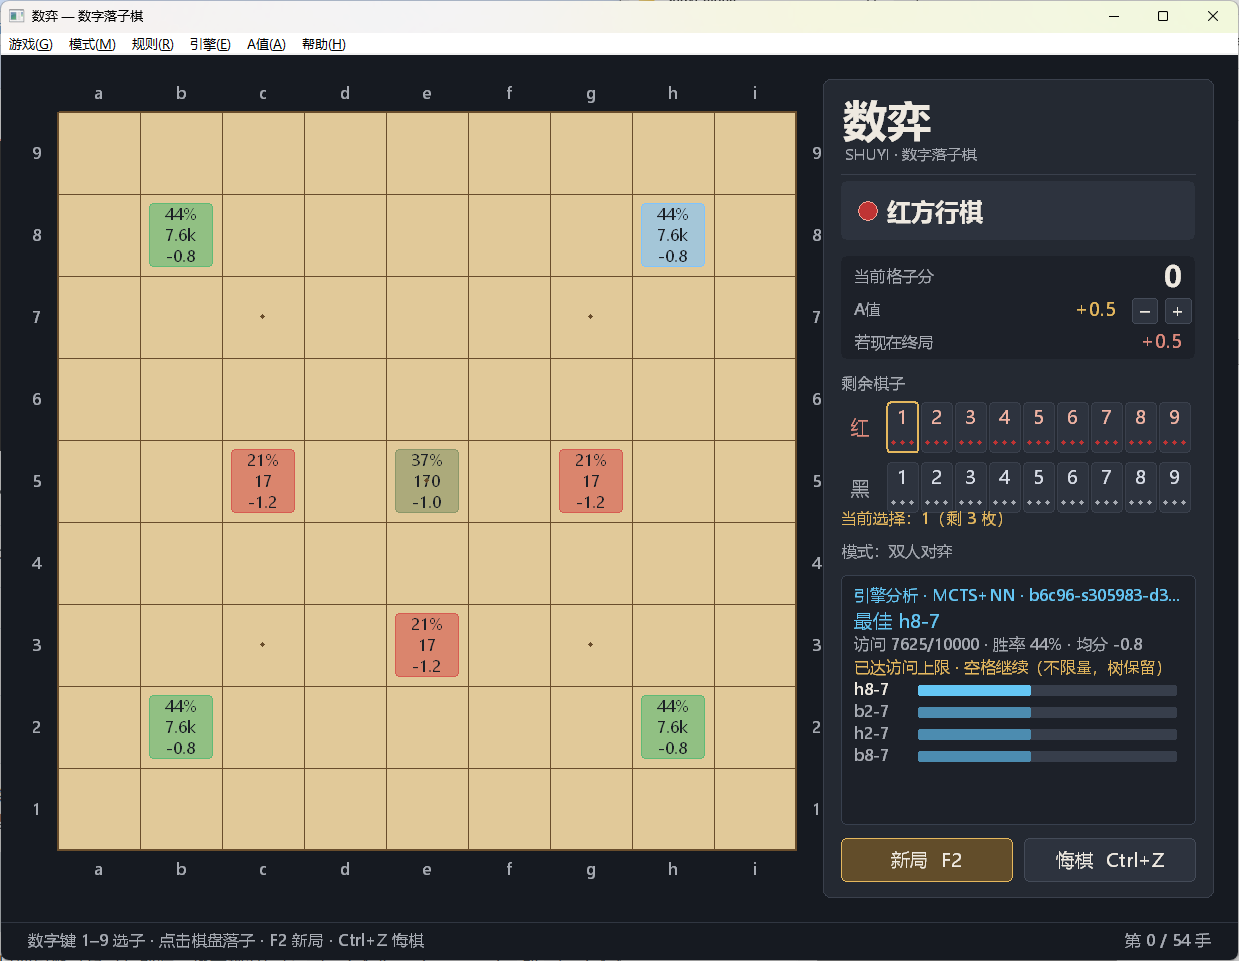 数弈 — 数字落子棋
游戏(G) 模式(M) 规则(R) 引擎(E) A值(A) 帮助(H)
a b c d e f g h i
9 9
8 44% 44% 8
7.6k 7.6k
-0.8 -0.8
7 7
6 6
5 21% 37% 21% 5
17 170 17
-1.2 -1.0 -1.2
4 4
3 21% 3
17
-1.2
2 44% 44% 2
7.6k 7.6k
-0.8 -0.8
1 1
a b c d e f g h i
数弈
SHUYI · 数字落子棋
红方行棋
当前格子分 0
A值 +0.5 − +
若现在终局 +0.5
剩余棋子
红 1 2 3 4 5 6 7 8 9
黑 1 2 3 4 5 6 7 8 9
当前选择：1（剩 3 枚）
模式：双人对弈
引擎分析 · MCTS+NN · b6c96-s305983-d3...
最佳 h8-7
访问 7625/10000 · 胜率 44% · 均分 -0.8
已达访问上限 · 空格继续（不限量，树保留）
h8-7
b2-7
h2-7
b8-7
新局 F2 悔棋 Ctrl+Z
数字键 1–9 选子 · 点击棋盘落子 · F2 新局 · Ctrl+Z 悔棋 第 0 / 54 手